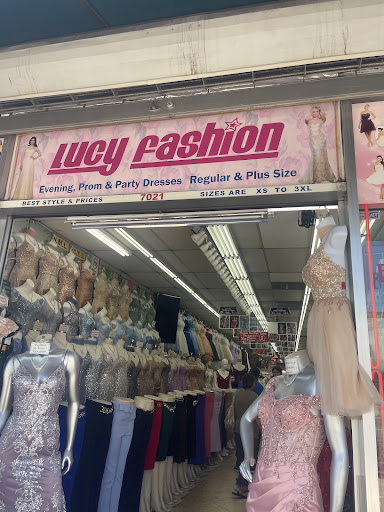 Lucy Fashion
Evening, Prom & Party Dresses Regular & Plus Size
BEST STYLE & PRICES 7021 SIZES ARE XS TO 3XL